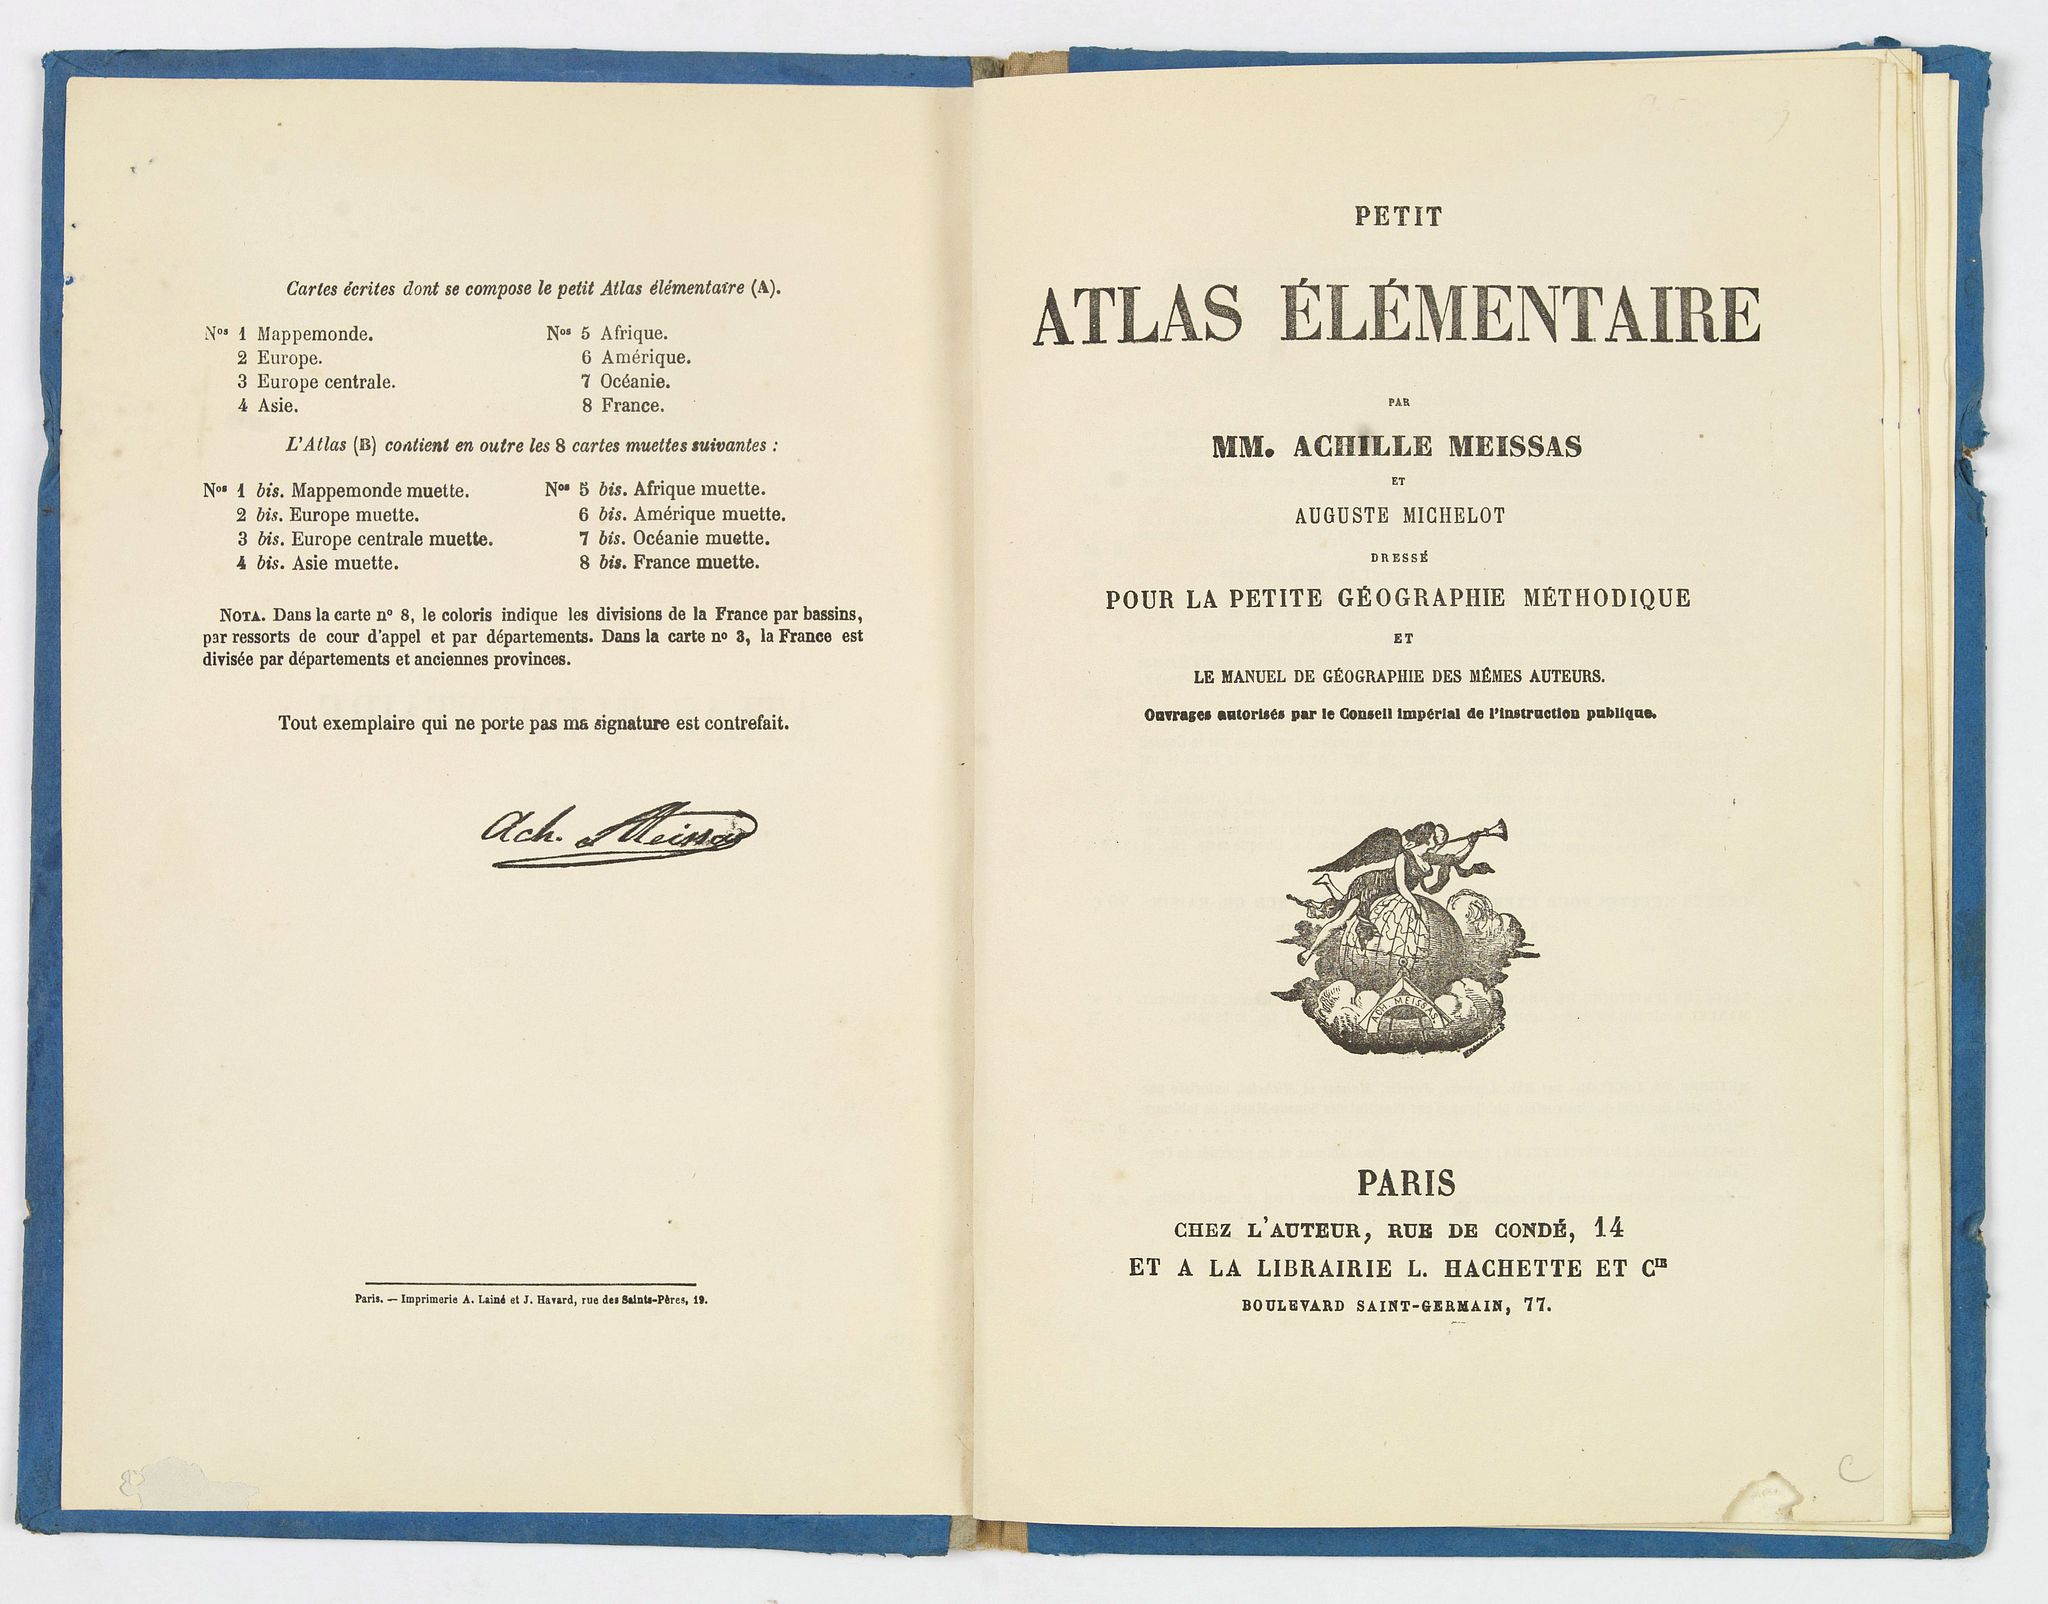 Cartes écrites dont se compose le petit Atlas élémentaire (A).
Nos 1 Mappemonde.
2 Europe.
3 Europe centrale.
4 Asie.
Nos 5 Afrique.
6 Amérique.
7 Océanie.
8 France.
L'Atlas (B) contient en outre les 8 cartes muettes suivantes :
Nos 1 bis. Mappemonde muette.
2 bis. Europe muette.
3 bis. Europe centrale muette.
4 bis. Asie muette.
Nos 5 bis. Afrique muette.
6 bis. Amérique muette.
7 bis. Océanie muette.
8 bis. France muette.
NOTA. Dans la carte no 8, le coloris indique les divisions de la France par bassins,
par ressorts de cour d'appel et par départements. Dans la carte no 3, la France est
divisée par départements et anciennes provinces.
Tout exemplaire qui ne porte pas ma signature est contrefait.
Ach. Meissas
Paris. — Imprimerie A. Lainé et J. Havard, rue des Saints-Pères, 19.
PETIT
ATLAS ÉLÉMENTAIRE
PAR
MM. ACHILLE MEISSAS
ET
AUGUSTE MICHELOT
DRESSÉ
POUR LA PETITE GÉOGRAPHIE MÉTHODIQUE
ET
LE MANUEL DE GÉOGRAPHIE DES MÊMES AUTEURS.
Ouvrages autorisés par le Conseil impérial de l'instruction publique.
ACH. MEISSAS.
PARIS
CHEZ L'AUTEUR, RUE DE CONDÉ, 14
ET A LA LIBRAIRIE L. HACHETTE ET CIE
BOULEVARD SAINT-GERMAIN, 77.
C